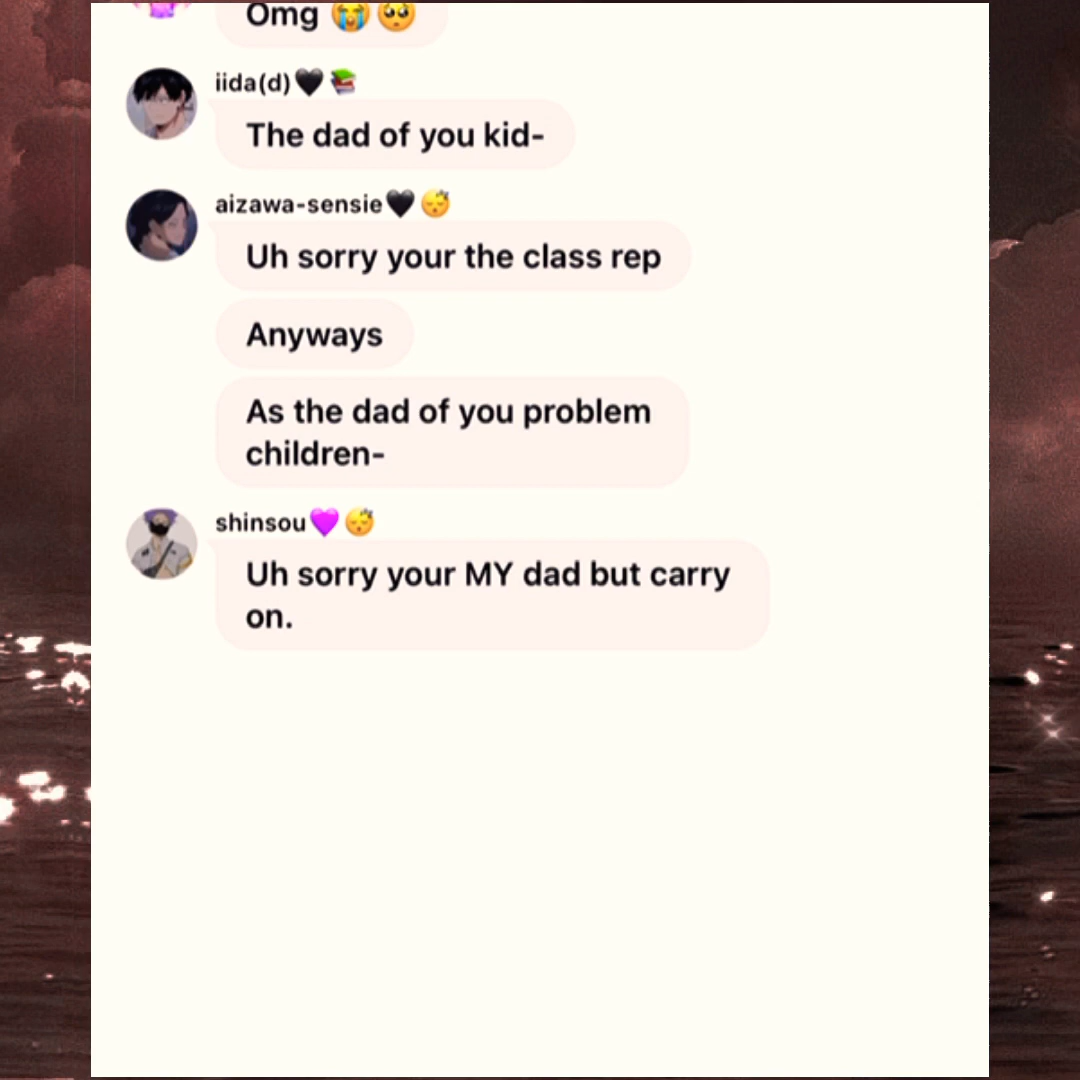 Omg 😭🥺
iida(d)🖤📚
The dad of you kid-
aizawa-sensie🖤😴
Uh sorry your the class rep
Anyways
As the dad of you problem
children-
shinsou💜😴
Uh sorry your MY dad but carry
on.